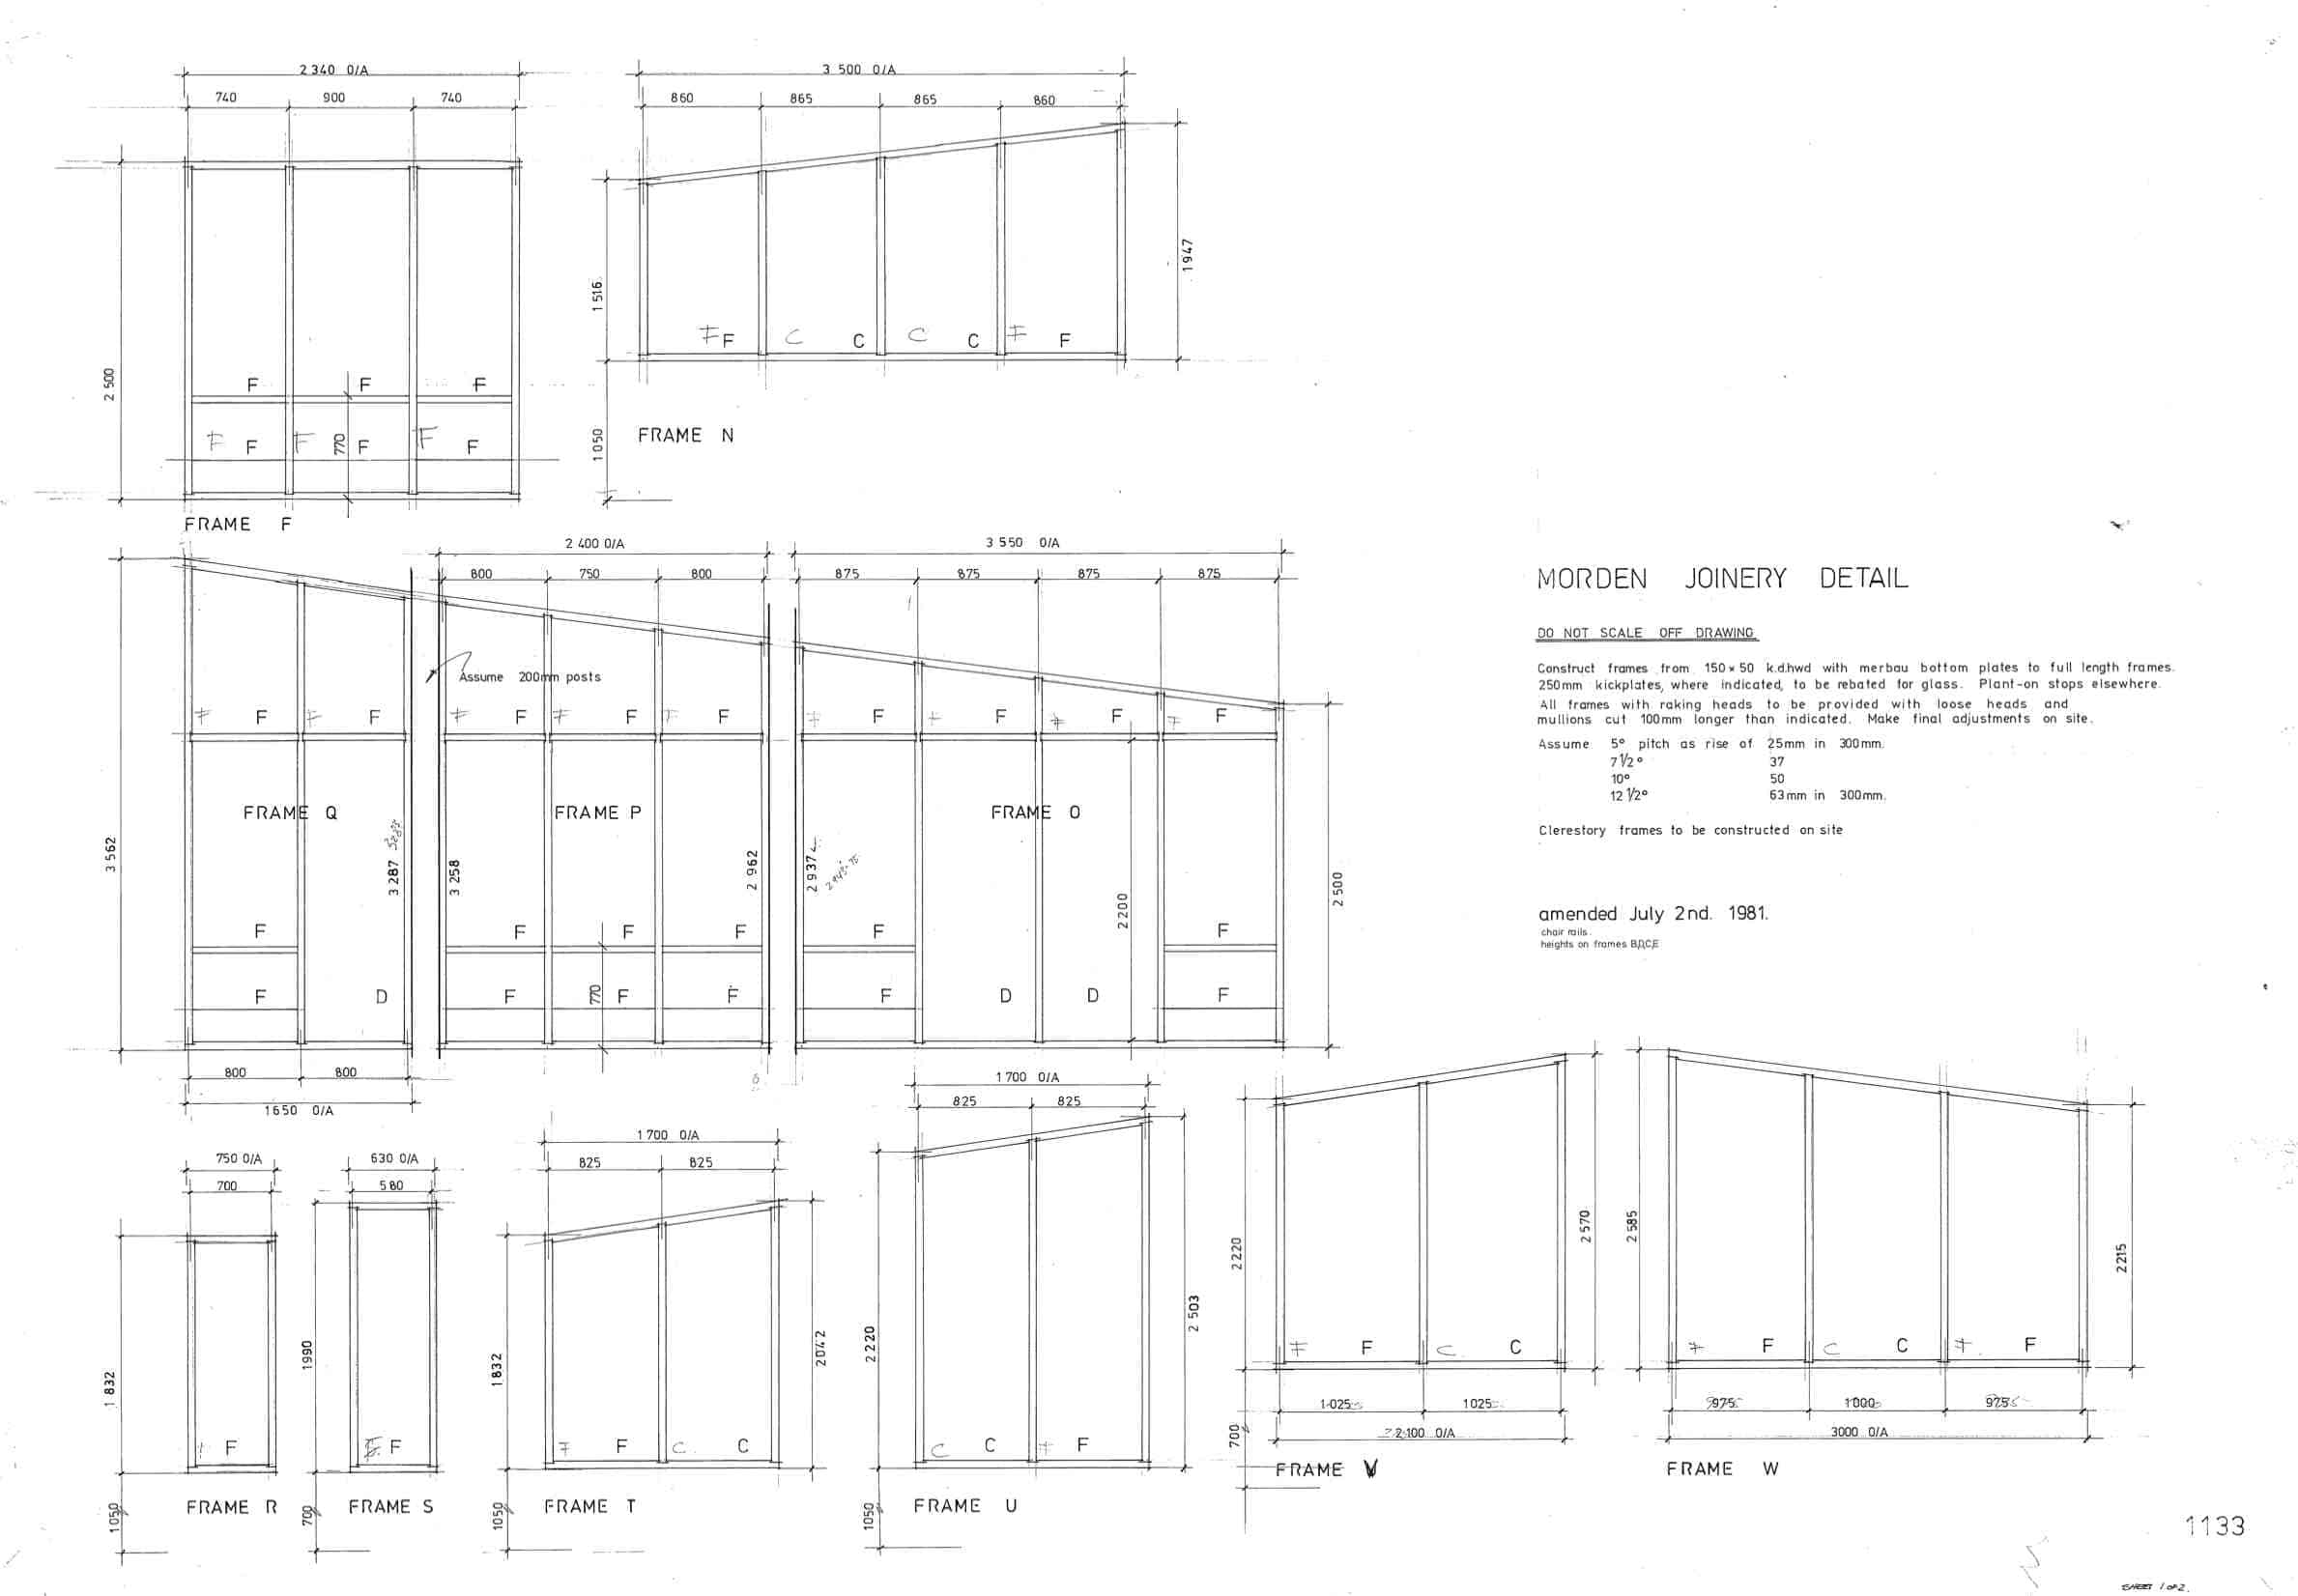 2 340 O/A
740 900 740
2 500
F F F
F F F F F F
770
FRAME F
3 500 O/A
860 865 865 860
1 516
1 947
F F C C C C F F
1 050
FRAME N
3 562
F F F F
FRAME Q
3 287
F
F D
800 800
1650 O/A
2 400 O/A
800 750 800
Assume 200mm posts
F F F F F F
FRAME P
3 258
2 962
F F F
F F F
770
3 550 O/A
875 875 875 875
F F F F F F F F
FRAME O
2 937
2 500
2200
F F
F D D F
MORDEN JOINERY DETAIL
DO NOT SCALE OFF DRAWING
Construct frames from 150 × 50 k.d.hwd with merbau bottom plates to full length frames.
250mm kickplates, where indicated, to be rebated for glass. Plant-on stops elsewhere.
All frames with raking heads to be provided with loose heads and
mullions cut 100mm longer than indicated. Make final adjustments on site.
Assume 5° pitch as rise of 25mm in 300mm.
7 1/2° 37
10° 50
12 1/2° 63mm in 300mm.
Clerestory frames to be constructed on site
amended July 2nd. 1981.
chair rails.
heights on frames B,D,C,E
750 O/A
700
1 832
F
1050
FRAME R
630 O/A
580
1990
F
700
FRAME S
1 700 O/A
825 825
1 832
2042
F F C C
1050
FRAME T
1 700 O/A
825 825
2 220
2 503
C C F F
1050
FRAME U
2220
2 570
F F C C
1 025 1025
2 100 O/A
700
FRAME V
2 585
2215
F F C C F F
975 1000 975
3000 O/A
FRAME W
1133
SHEET 1 of 2.